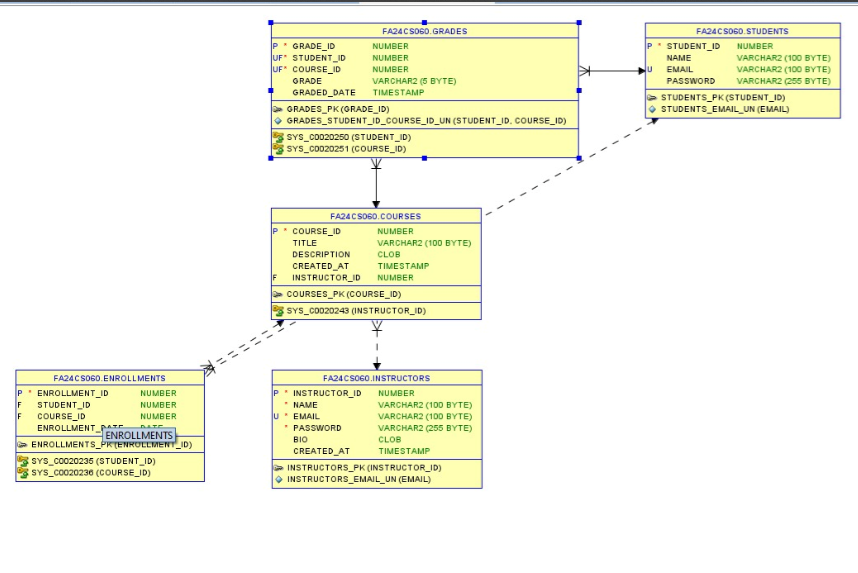 FA24CS060.GRADES
P * GRADE_ID NUMBER
UF* STUDENT_ID NUMBER
UF* COURSE_ID NUMBER
GRADE VARCHAR2 (5 BYTE)
GRADED_DATE TIMESTAMP
GRADES_PK (GRADE_ID)
GRADES_STUDENT_ID_COURSE_ID_UN (STUDENT_ID, COURSE_ID)
SYS_C0020250 (STUDENT_ID)
SYS_C0020251 (COURSE_ID)
FA24CS060.STUDENTS
P * STUDENT_ID NUMBER
NAME VARCHAR2 (100 BYTE)
U EMAIL VARCHAR2 (100 BYTE)
PASSWORD VARCHAR2 (255 BYTE)
STUDENTS_PK (STUDENT_ID)
STUDENTS_EMAIL_UN (EMAIL)
FA24CS060.COURSES
P * COURSE_ID NUMBER
TITLE VARCHAR2 (100 BYTE)
DESCRIPTION CLOB
CREATED_AT TIMESTAMP
F INSTRUCTOR_ID NUMBER
COURSES_PK (COURSE_ID)
SYS_C0020243 (INSTRUCTOR_ID)
FA24CS060.ENROLLMENTS
P * ENROLLMENT_ID NUMBER
F STUDENT_ID NUMBER
F COURSE_ID NUMBER
ENROLLMENT_DATE DATE
ENROLLMENTS
ENROLLMENTS_PK (ENROLLMENT_ID)
SYS_C0020235 (STUDENT_ID)
SYS_C0020236 (COURSE_ID)
FA24CS060.INSTRUCTORS
P * INSTRUCTOR_ID NUMBER
* NAME VARCHAR2 (100 BYTE)
U * EMAIL VARCHAR2 (100 BYTE)
* PASSWORD VARCHAR2 (255 BYTE)
BIO CLOB
CREATED_AT TIMESTAMP
INSTRUCTORS_PK (INSTRUCTOR_ID)
INSTRUCTORS_EMAIL_UN (EMAIL)